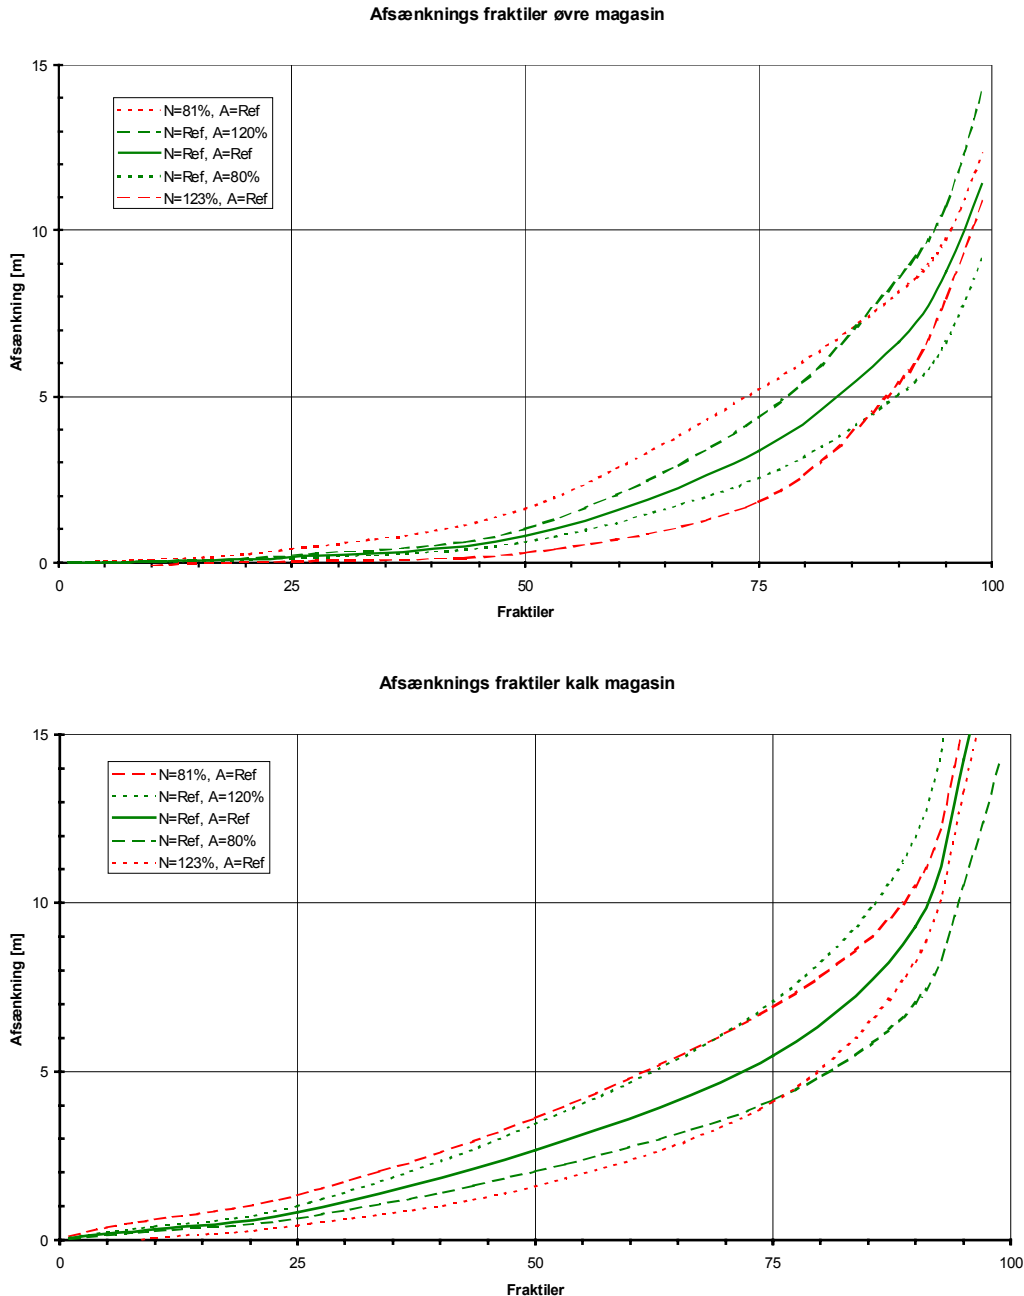 Afsænknings fraktiler øvre magasin
15
N=81%, A=Ref
N=Ref, A=120%
N=Ref, A=Ref
N=Ref, A=80%
N=123%, A=Ref
10
Afsænkning [m]
5
0
0 25 50 75 100
Fraktiler
Afsænknings fraktiler kalk magasin
15
N=81%, A=Ref
N=Ref, A=120%
N=Ref, A=Ref
N=Ref, A=80%
N=123%, A=Ref
10
Afsænkning [m]
5
0
0 25 50 75 100
Fraktiler